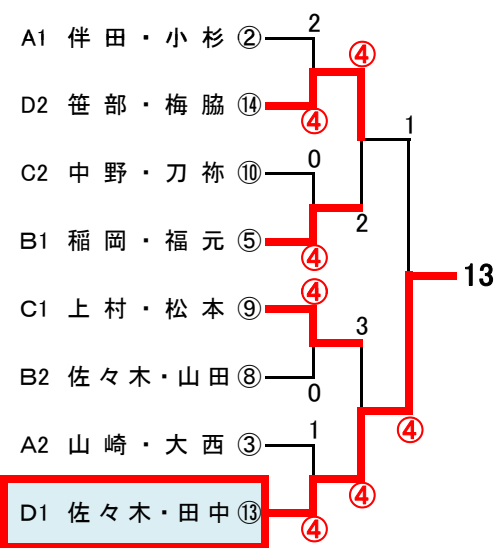 2
A1 伴田・小杉 ②
④
D2 笹部・梅脇 ⑭
④
1
0
C2 中野・刀祢 ⑩
2
B1 稲岡・福元 ⑤
④
13
④
C1 上村・松本 ⑨
3
B2 佐々木・山田 ⑧
0
1
④
A2 山崎・大西 ③
④
D1 佐々木・田中 ⑬
④